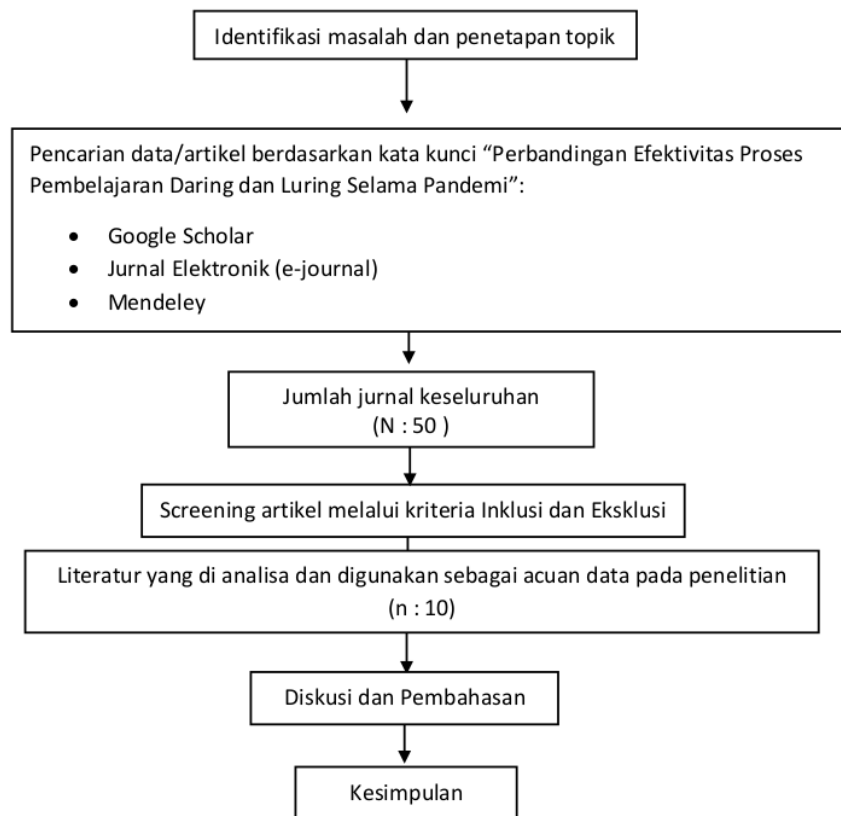 Identifikasi masalah dan penetapan topik
Pencarian data/artikel berdasarkan kata kunci “Perbandingan Efektivitas Proses
Pembelajaran Daring dan Luring Selama Pandemi”:
• Google Scholar
• Jurnal Elektronik (e-journal)
• Mendeley
Jumlah jurnal keseluruhan
(N : 50 )
Screening artikel melalui kriteria Inklusi dan Eksklusi
Literatur yang di analisa dan digunakan sebagai acuan data pada penelitian
(n : 10)
Diskusi dan Pembahasan
Kesimpulan